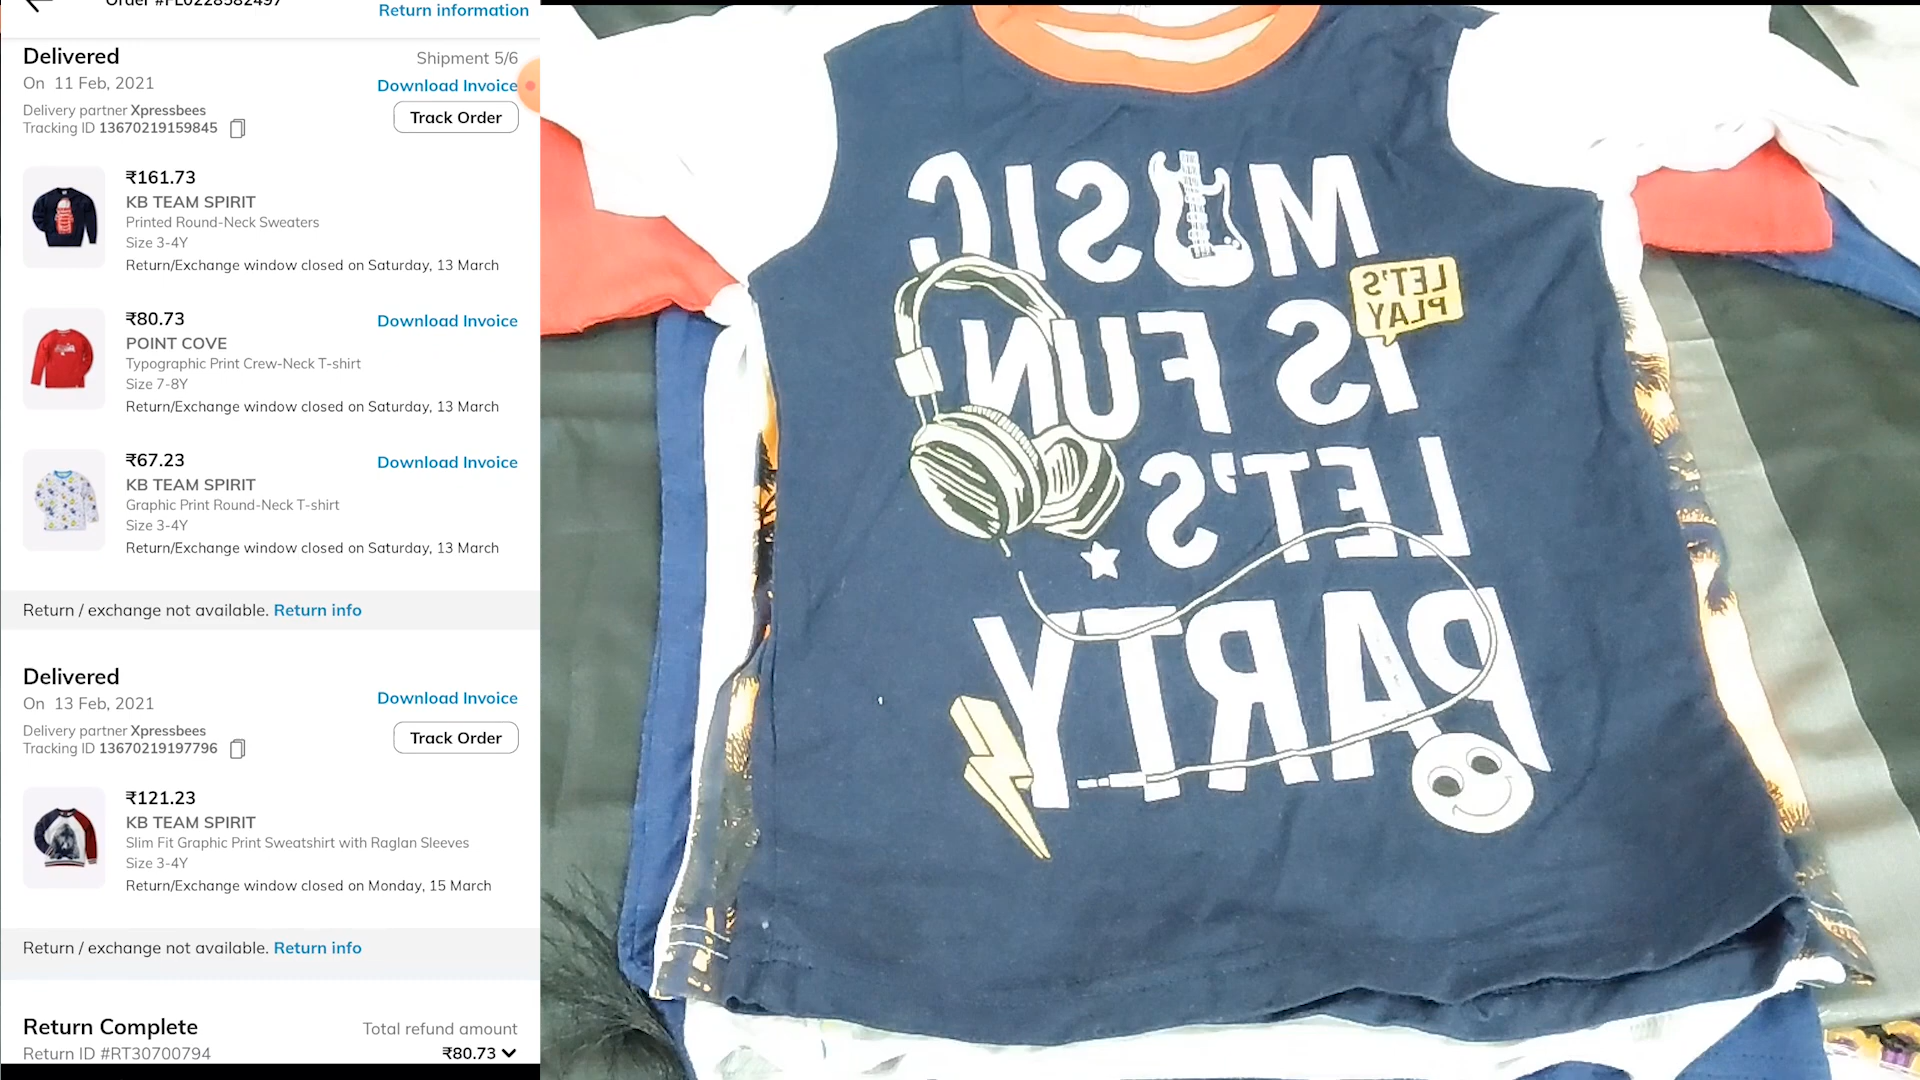 Return information
Delivered
Shipment 5/6
On 11 Feb, 2021
Download Invoice
Delivery partner Xpressbees
Tracking ID 13670219159845
Track Order
₹161.73
KB TEAM SPIRIT
Printed Round-Neck Sweaters
Size 3-4Y
Return/Exchange window closed on Saturday, 13 March
₹80.73
Download Invoice
POINT COVE
Typographic Print Crew-Neck T-shirt
Size 7-8Y
Return/Exchange window closed on Saturday, 13 March
₹67.23
Download Invoice
KB TEAM SPIRIT
Graphic Print Round-Neck T-shirt
Size 3-4Y
Return/Exchange window closed on Saturday, 13 March
Return / exchange not available. Return info
Delivered
On 13 Feb, 2021
Download Invoice
Delivery partner Xpressbees
Tracking ID 13670219197796
Track Order
₹121.23
KB TEAM SPIRIT
Slim Fit Graphic Print Sweatshirt with Raglan Sleeves
Size 3-4Y
Return/Exchange window closed on Monday, 15 March
Return / exchange not available. Return info
Return Complete
Total refund amount
Return ID #RT30700794
₹80.73
MUSIC
LET'S
PLAY
IS FUN
LET'S
PARTY